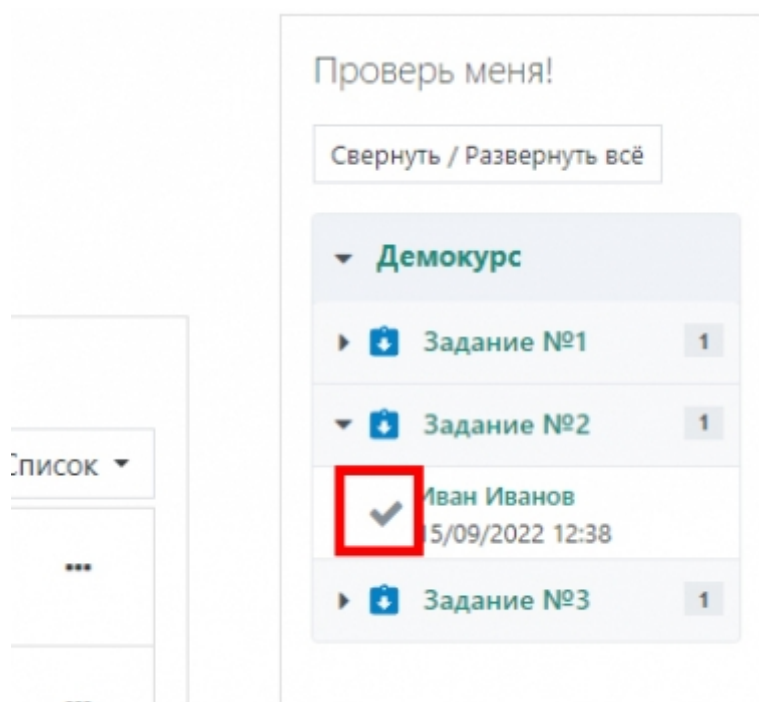 Проверь меня!
Свернуть / Развернуть всё
Демокурс
Задание №1 1
Задание №2 1
Список
Иван Иванов
15/09/2022 12:38
Задание №3 1